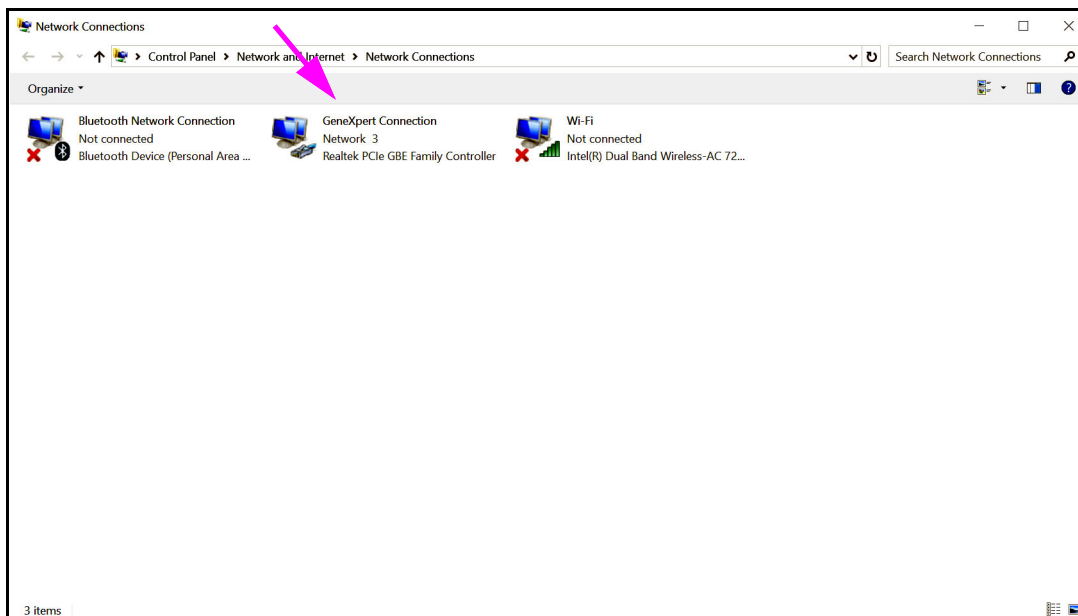 Network Connections
Control Panel > Network and Internet > Network Connections
Search Network Connections
Organize
Bluetooth Network Connection
Not connected
Bluetooth Device (Personal Area ...
GeneXpert Connection
Network 3
Realtek PCIe GBE Family Controller
Wi-Fi
Not connected
Intel(R) Dual Band Wireless-AC 72...
3 items